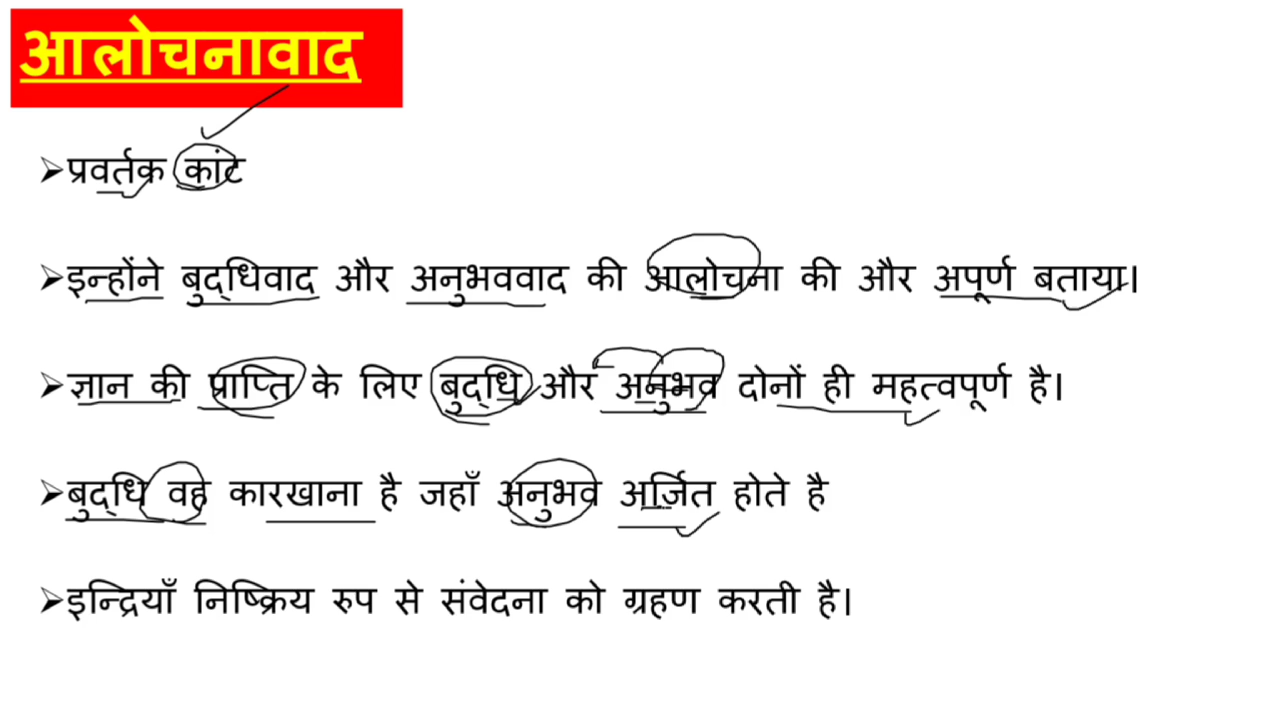 आलोचनावाद
➢प्रवर्तक कांट
➢इन्होंने बुद्धिवाद और अनुभववाद की आलोचना की और अपूर्ण बताया।
➢ज्ञान की प्राप्ति के लिए बुद्धि और अनुभव दोनों ही महत्वपूर्ण है।
➢बुद्धि वह कारखाना है जहाँ अनुभव अर्जित होते है
➢इन्द्रियाँ निष्क्रिय रुप से संवेदना को ग्रहण करती है।